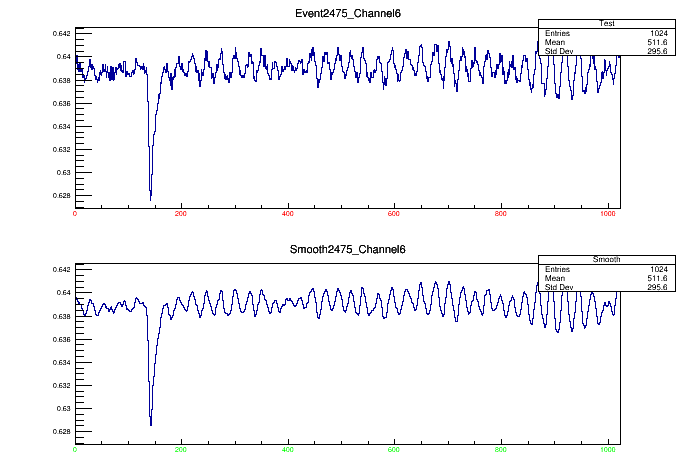 Event2475_Channel6
Test
Entries 1024
Mean 511.6
Std Dev 295.6
0.642
0.64
0.638
0.636
0.634
0.632
0.63
0.628
0 200 400 600 800 1000
Smooth2475_Channel6
Smooth
Entries 1024
Mean 511.6
Std Dev 295.6
0.642
0.64
0.638
0.636
0.634
0.632
0.63
0.628
0 200 400 600 800 1000